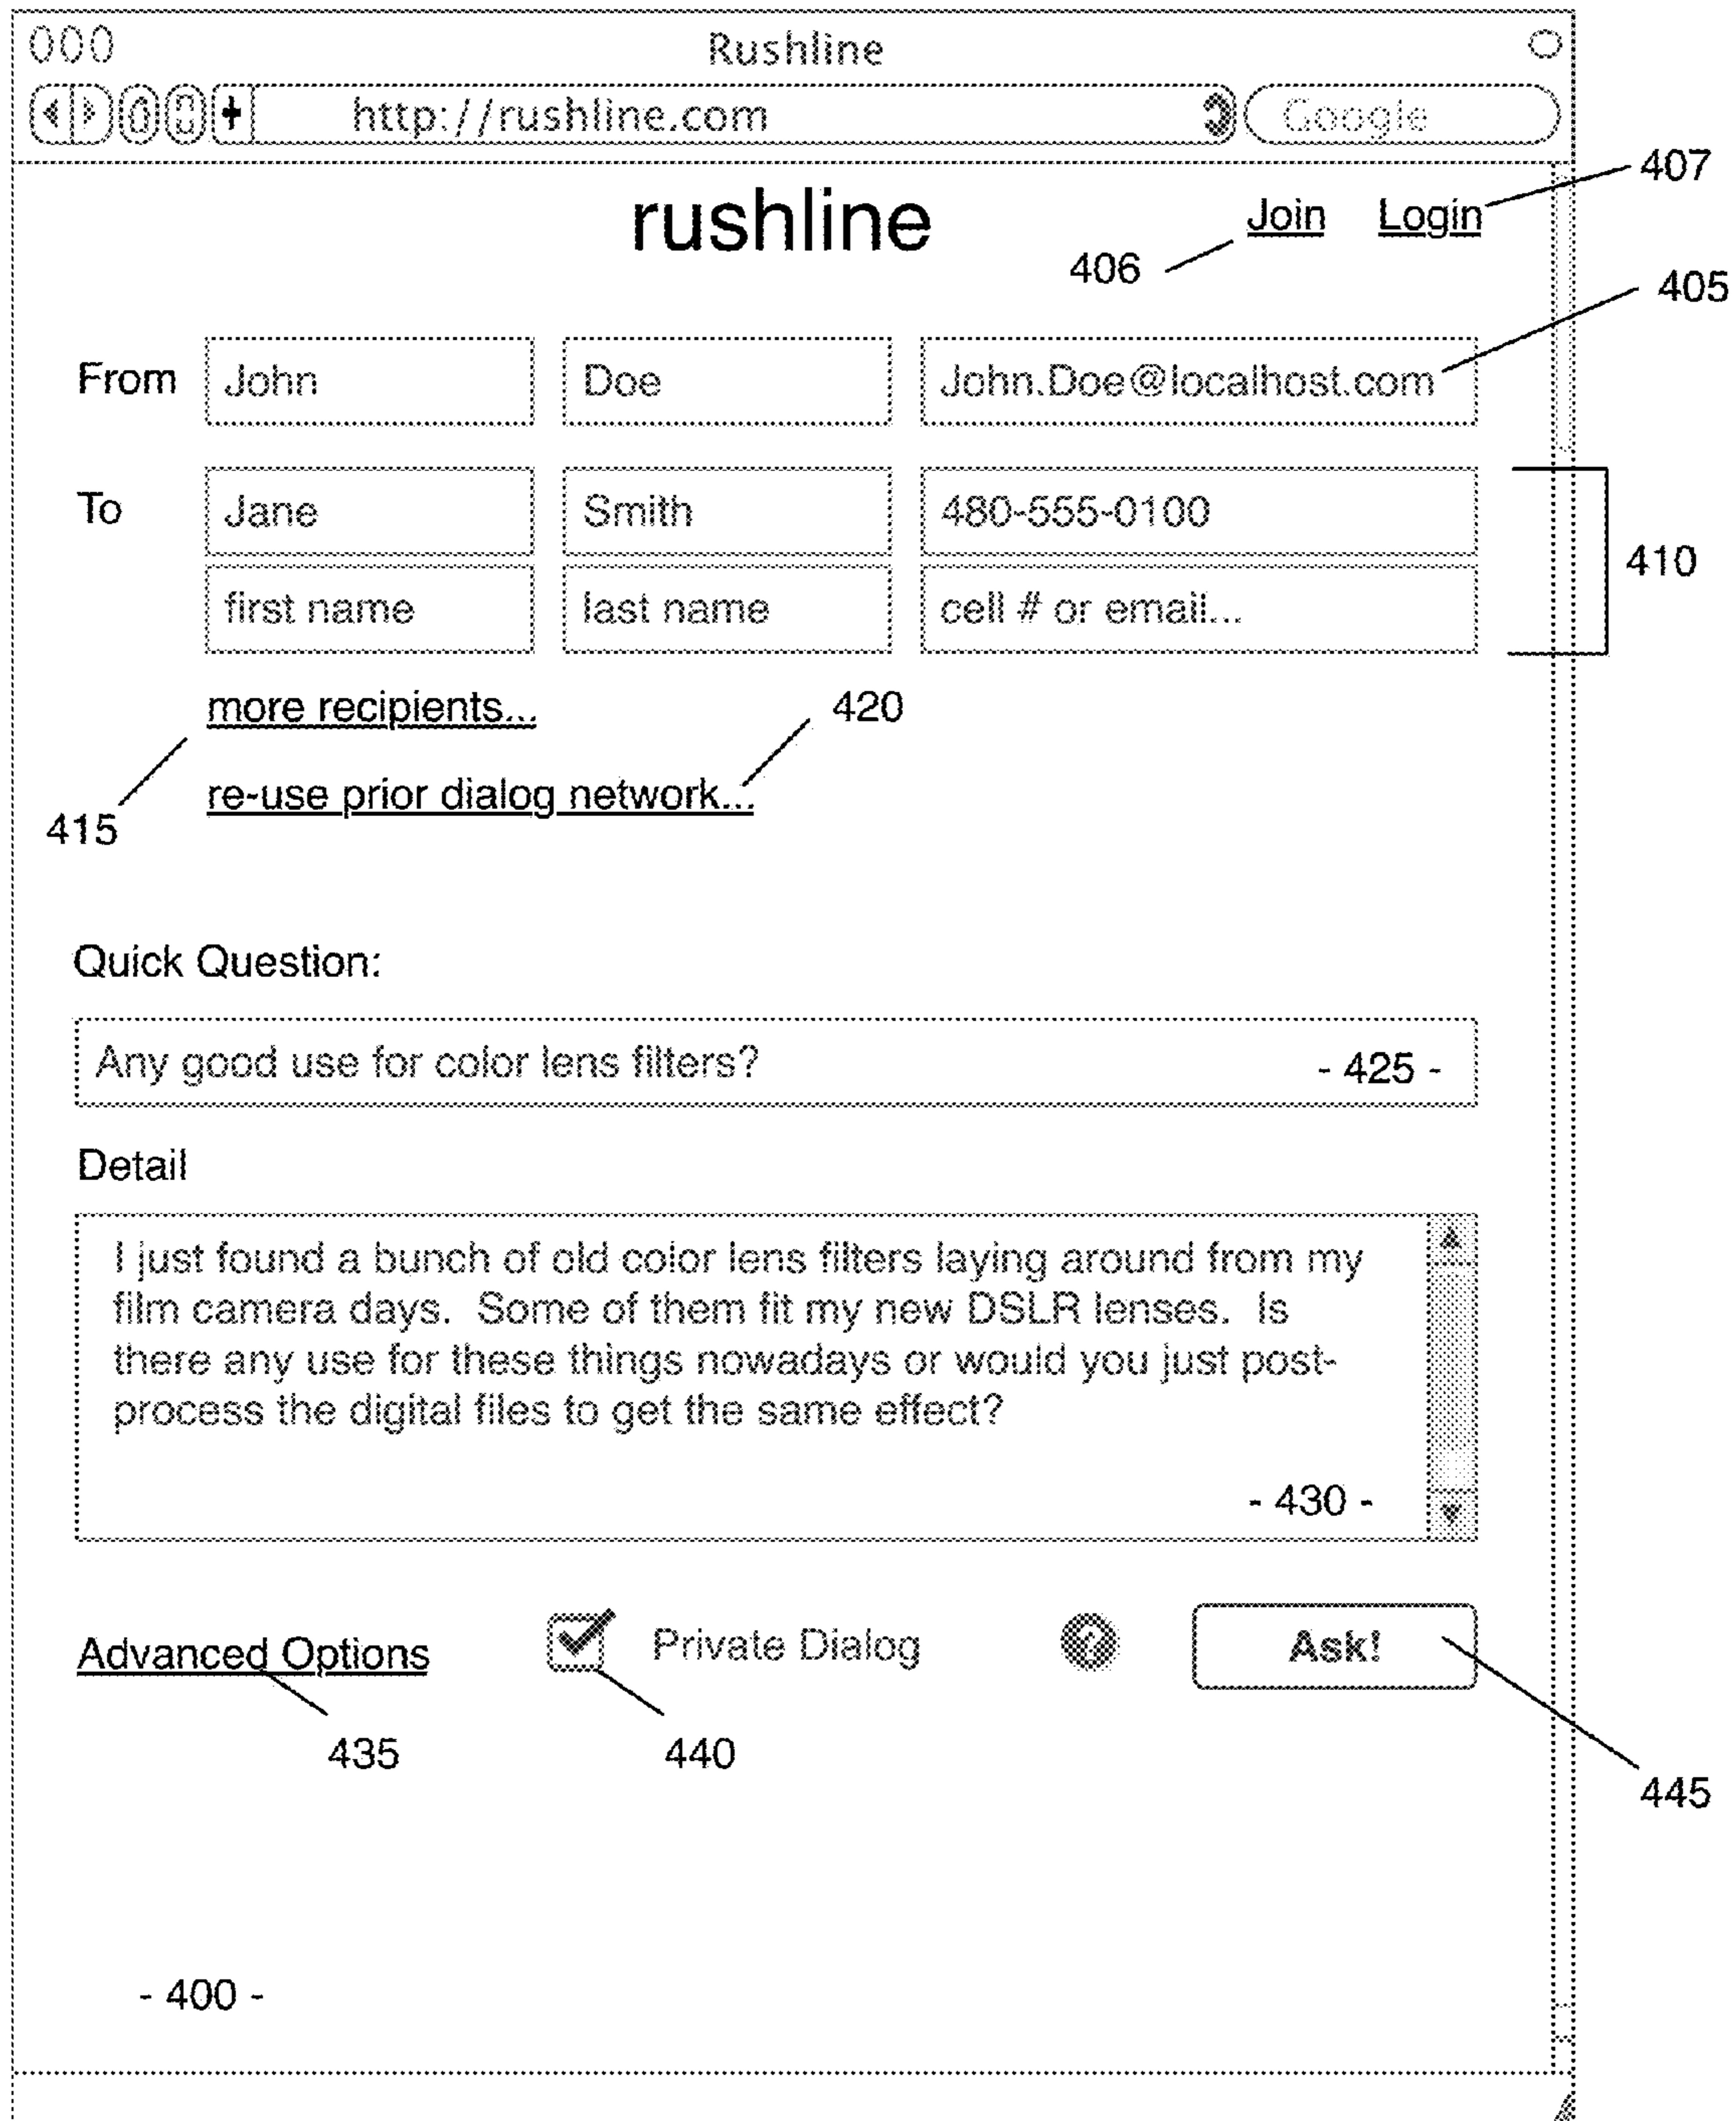 Rushline
http://rushline.com
Google
407
rushline
Join Login
406
405
From John Doe John.Doe@localhost.com
To Jane Smith 480-555-0100
410
first name last name cell # or email...
more recipients...
420
re-use prior dialog network...
415
Quick Question:
Any good use for color lens filters? - 425 -
Detail
I just found a bunch of old color lens filters laying around from my
film camera days. Some of them fit my new DSLR lenses. Is
there any use for these things nowadays or would you just post-
process the digital files to get the same effect?
- 430 -
Advanced Options Private Dialog ? Ask!
435 440
445
- 400 -